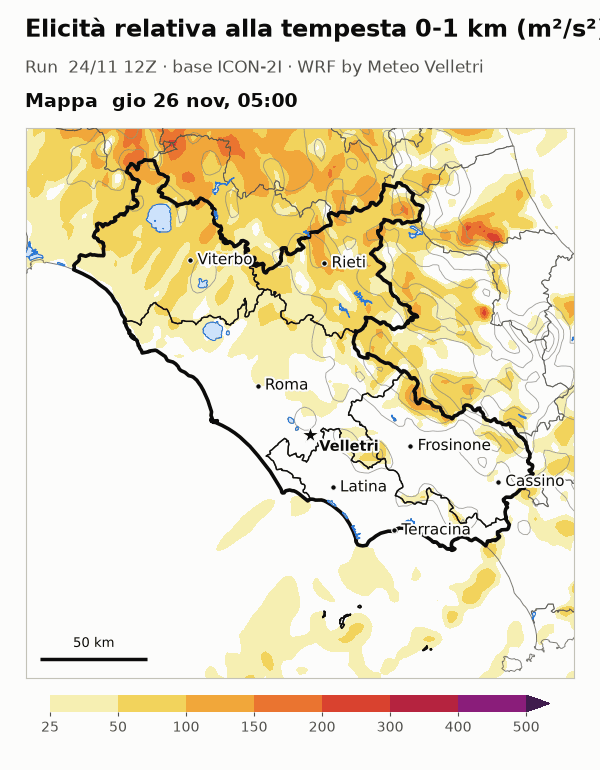 Elicità relativa alla tempesta 0-1 km (m²/s²)
Run 24/11 12Z · base ICON-2I · WRF by Meteo Velletri
Mappa gio 26 nov, 05:00
Viterbo
Rieti
Roma
Velletri
Frosinone
Cassino
Latina
Terracina
50 km
25 50 100 150 200 300 400 500